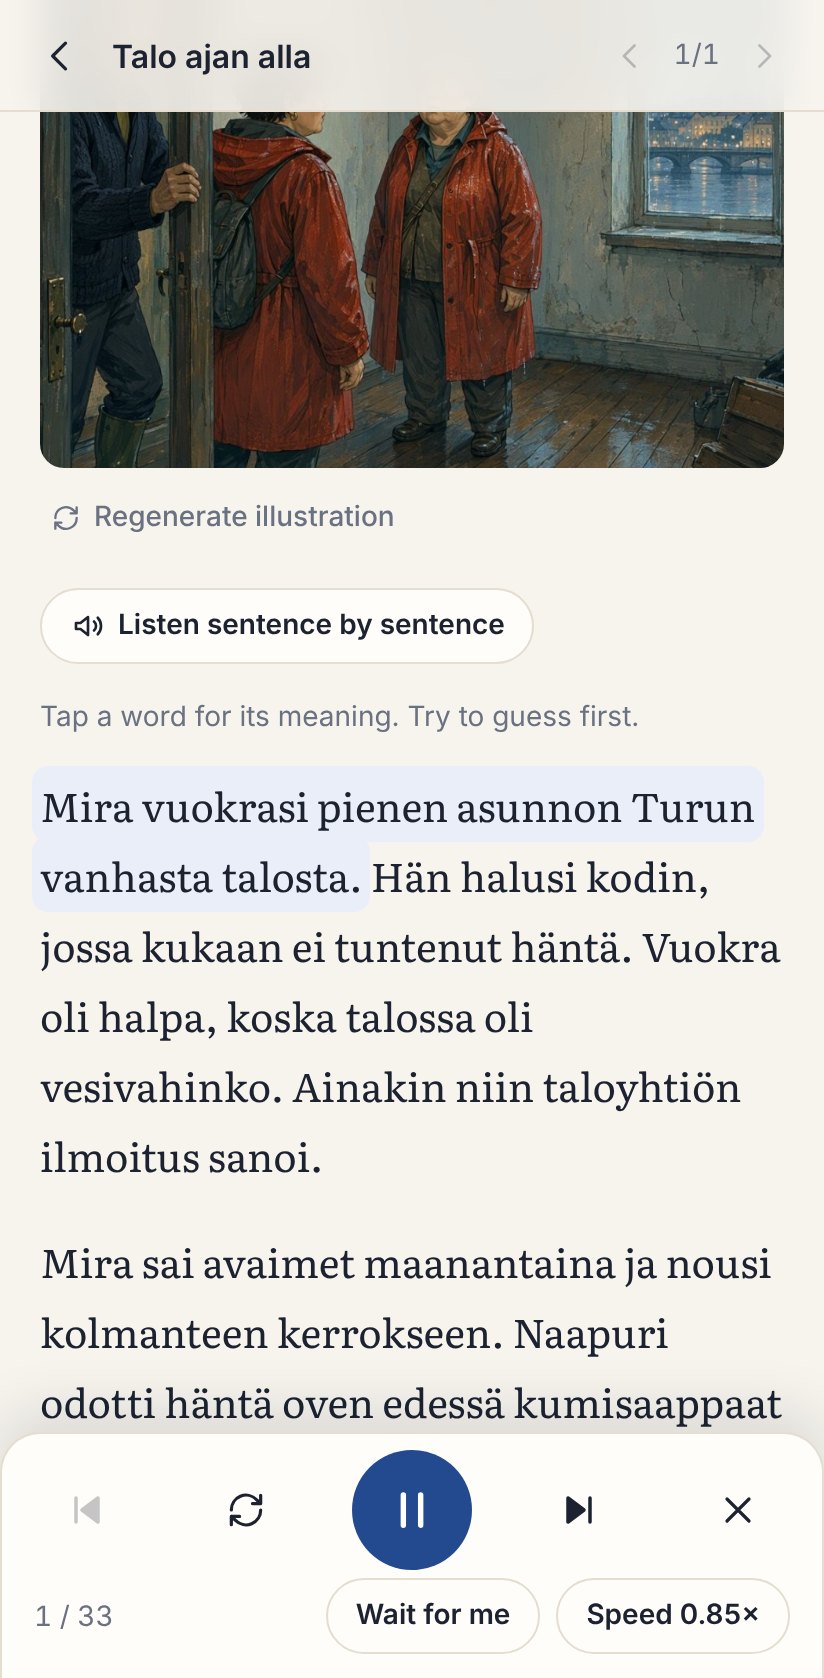 Talo ajan alla
1/1
Regenerate illustration
Listen sentence by sentence
Tap a word for its meaning. Try to guess first.
Mira vuokrasi pienen asunnon Turun
vanhasta talosta. Hän halusi kodin,
jossa kukaan ei tuntenut häntä. Vuokra
oli halpa, koska talossa oli
vesivahinko. Ainakin niin taloyhtiön
ilmoitus sanoi.
Mira sai avaimet maanantaina ja nousi
kolmanteen kerrokseen. Naapuri
odotti häntä oven edessä kumisaappaat
1 / 33
Wait for me
Speed 0.85×